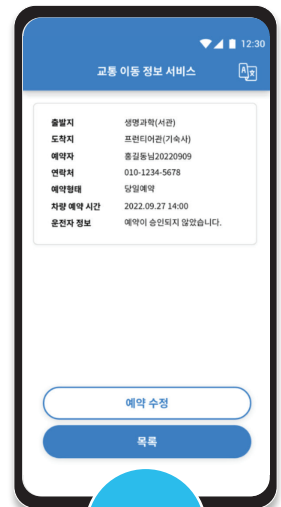 12:30
교통 이동 정보 서비스
출발지 생명과학(서관)
도착지 프런티어관(기숙사)
예약자 홍길동님20220909
연락처 010-1234-5678
예약형태 당일예약
차량 예약 시간 2022.09.27 14:00
운전자 정보 예약이 승인되지 않았습니다.
예약 수정
목록